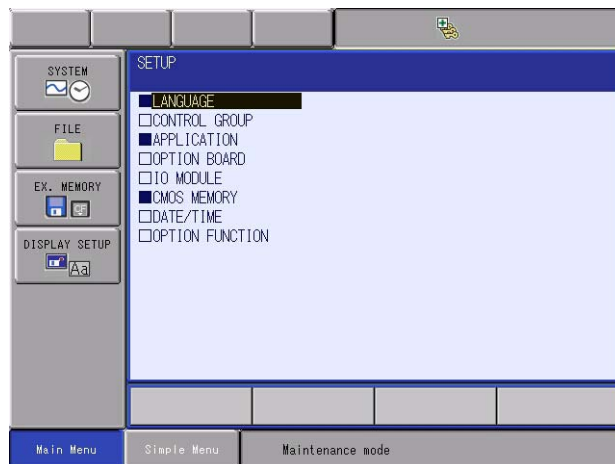 SETUP
SYSTEM
LANGUAGE
CONTROL GROUP
APPLICATION
OPTION BOARD
IO MODULE
CMOS MEMORY
DATE/TIME
OPTION FUNCTION
FILE
EX. MEMORY
CF
DISPLAY SETUP
Aa
Main Menu
Simple Menu
Maintenance mode